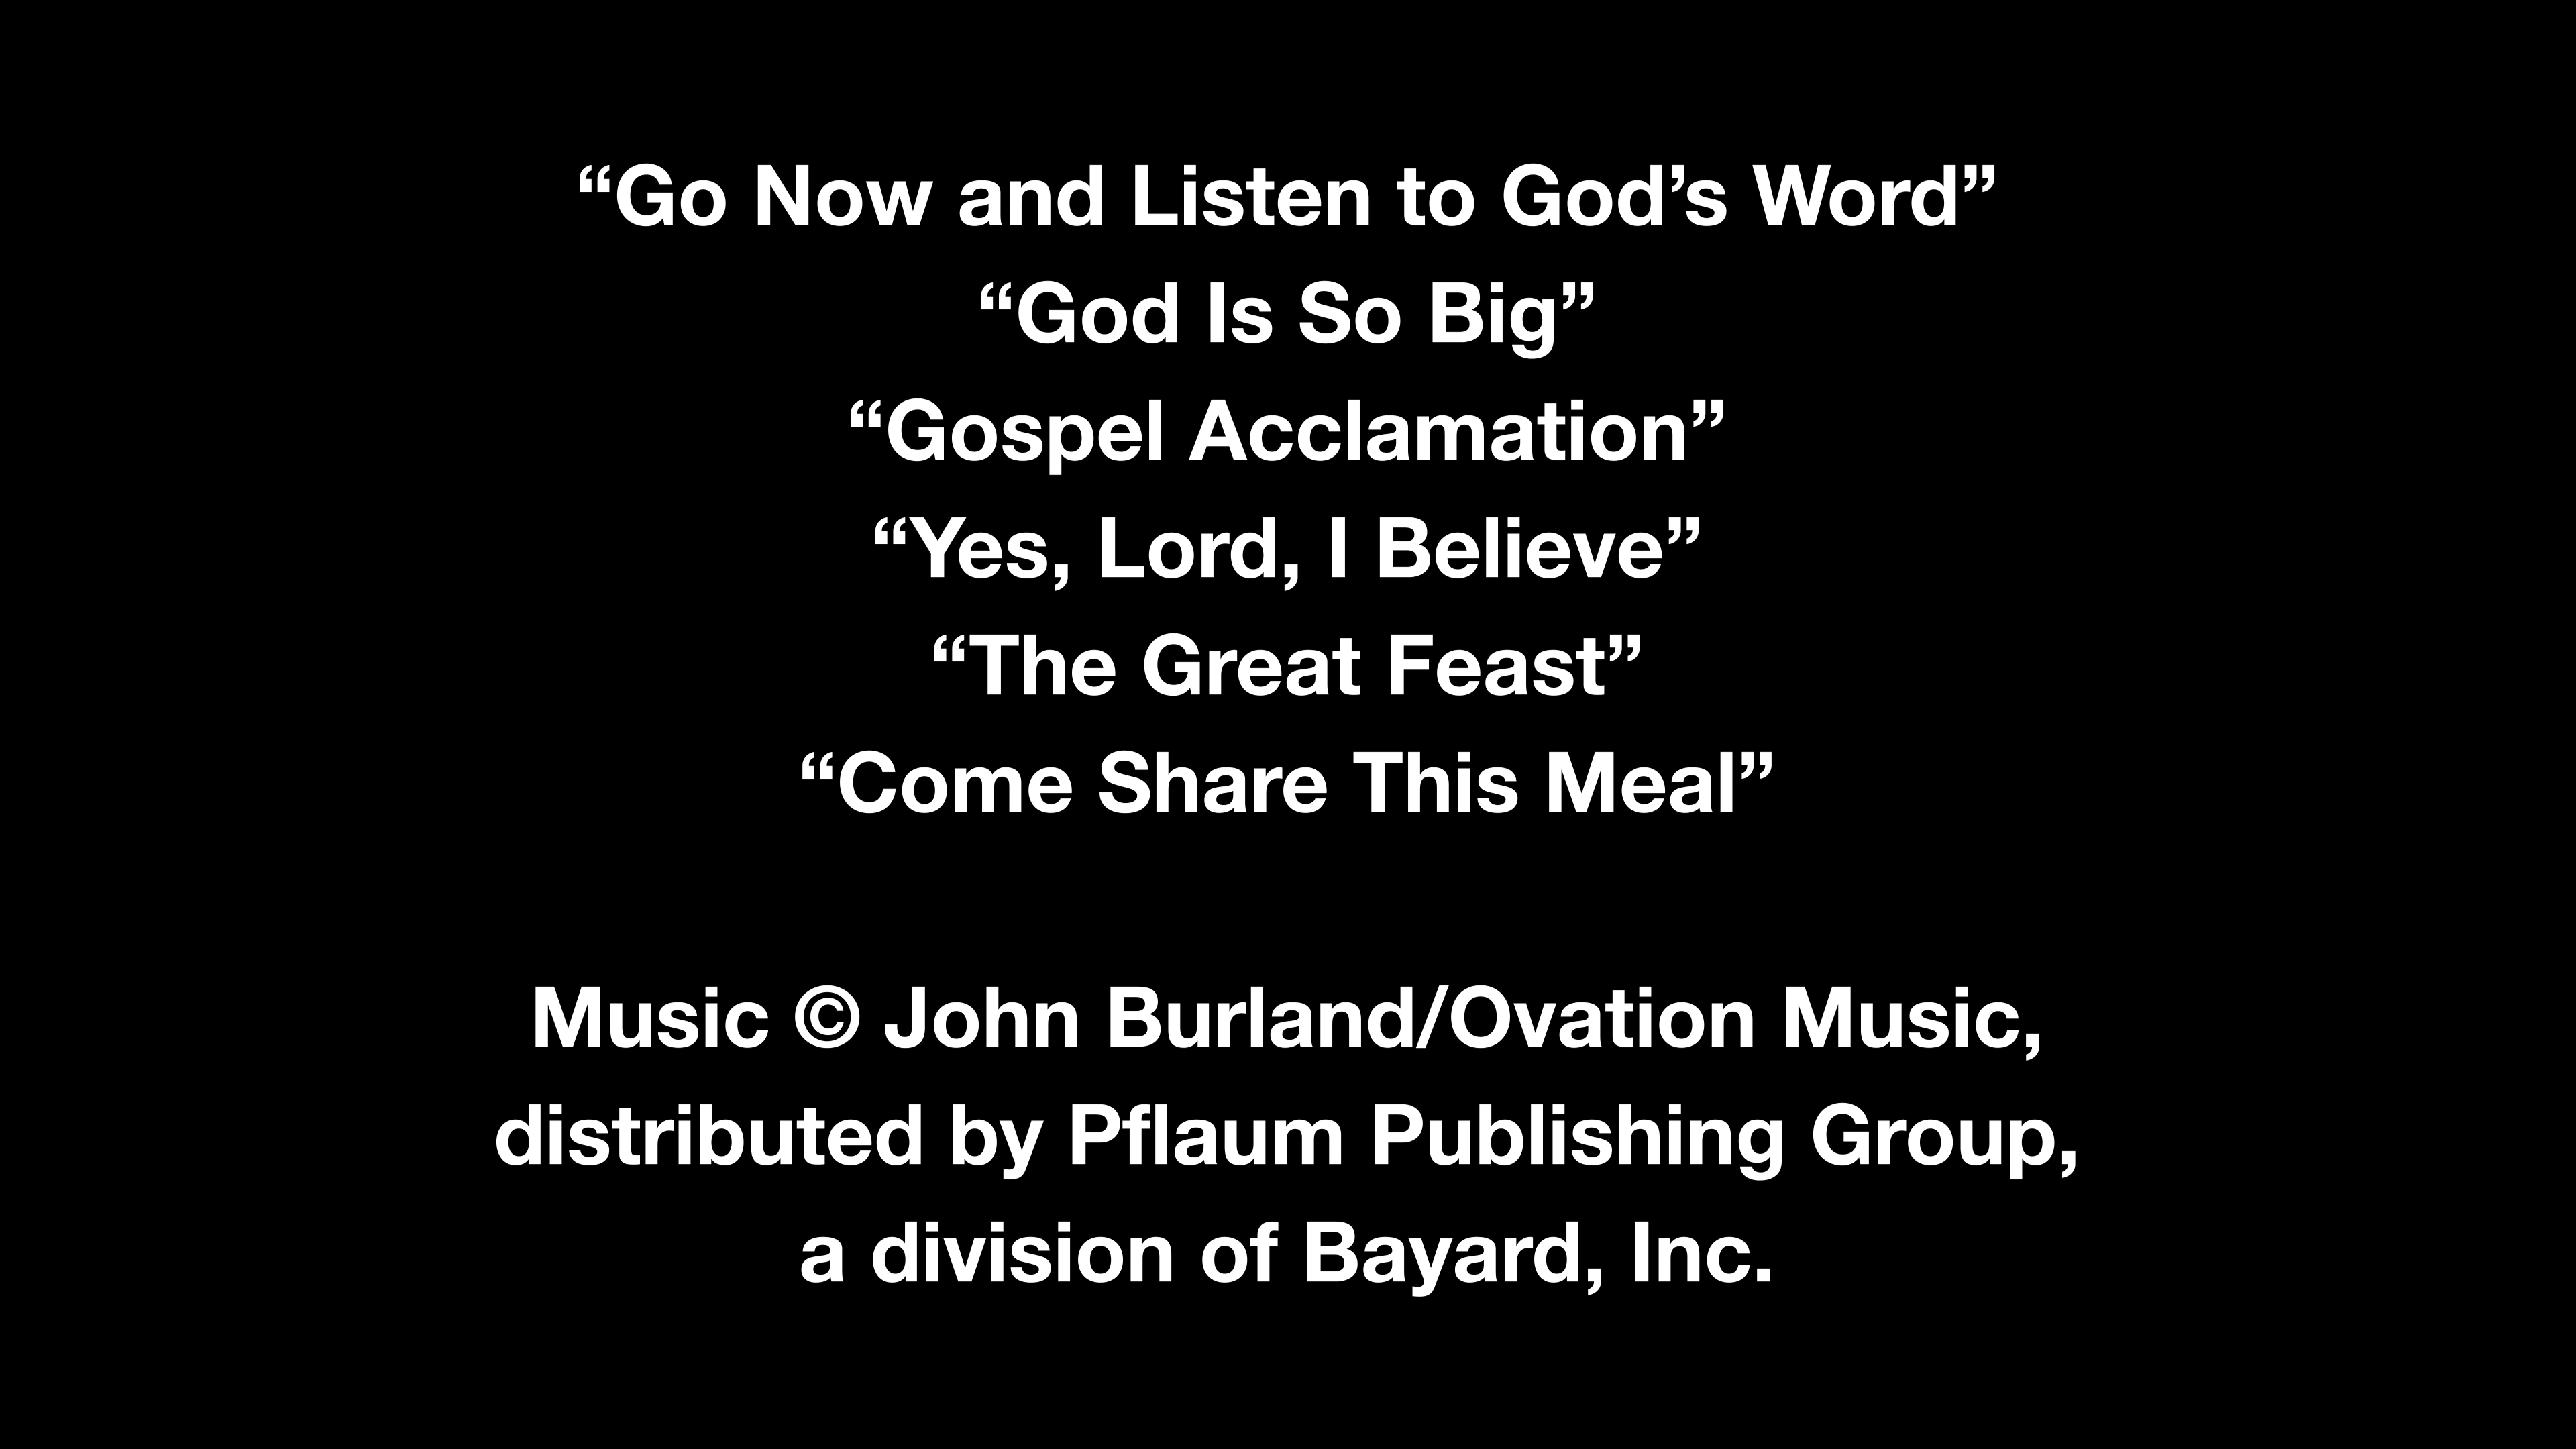 “Go Now and Listen to God’s Word”
“God Is So Big”
“Gospel Acclamation”
“Yes, Lord, I Believe”
“The Great Feast”
“Come Share This Meal”
Music © John Burland/Ovation Music,
distributed by Pflaum Publishing Group,
a division of Bayard, Inc.